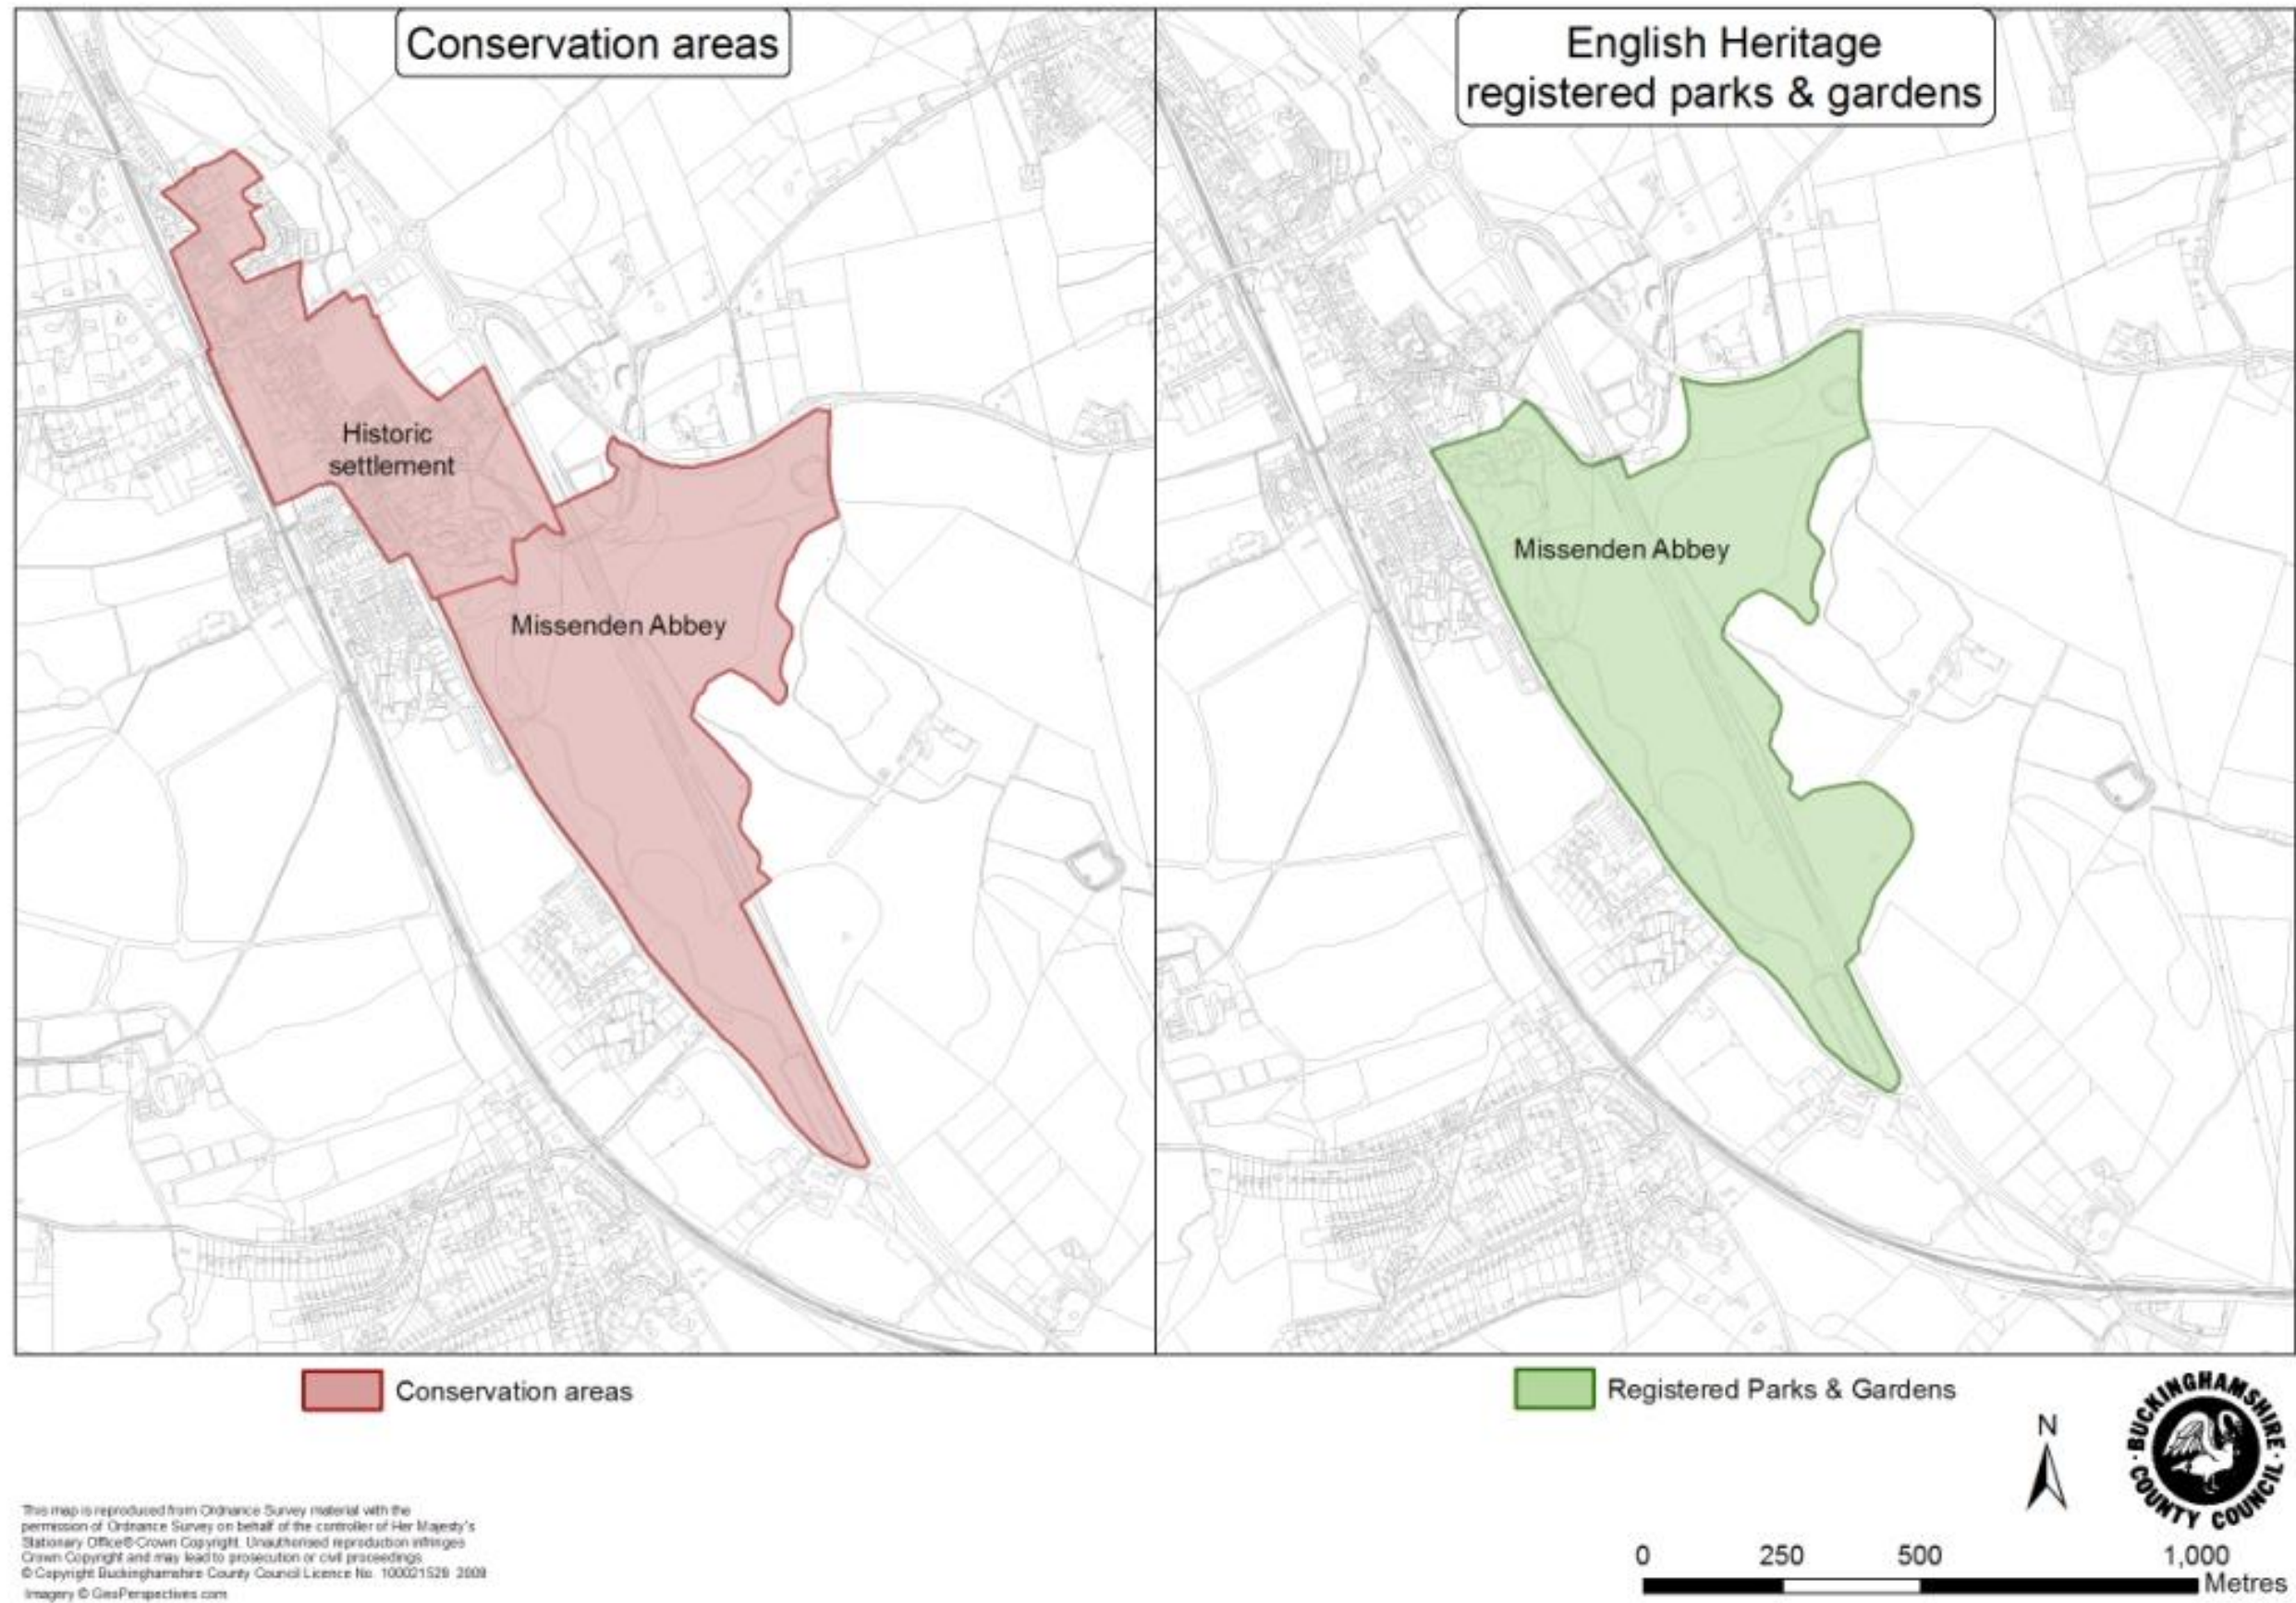 Conservation areas
English Heritage
registered parks & gardens
Historic
settlement
Missenden Abbey
Missenden Abbey
Conservation areas
Registered Parks & Gardens
N
BUCKINGHAMSHIRE
COUNTY COUNCIL
This map is reproduced from Ordnance Survey material with the
permission of Ordnance Survey on behalf of the controller of Her Majesty's
Stationary Office® Crown Copyright. Unauthorised reproduction infringes
Crown Copyright and may lead to prosecution or civil proceedings.
© Copyright Buckinghamshire County Council Licence No. 100021529 2009
Imagery © GeoPerspectives.com
0 250 500 1,000
Metres